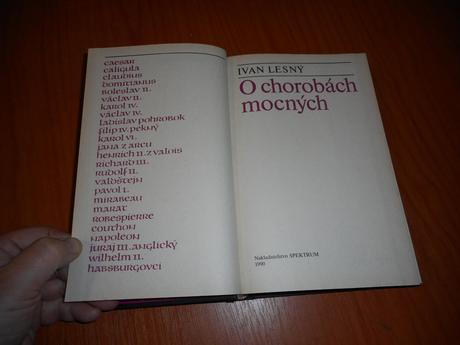 caesar
caligula
claudius
domitianus
boleslav II.
václav II.
karol IV.
václav IV.
ladislav pohrobok
filip IV. pekný
karol VI.
jana z arcu
henrich II. z valois
richard III.
rudolf II.
valdštejn
pavol I.
mirabeau
marat
robespierre
couthon
napoleon
juraj III. anglický
wilhelm II.
habsburgovci
IVAN LESNÝ
O chorobách
mocných
Nakladateľstvo SPEKTRUM
1990